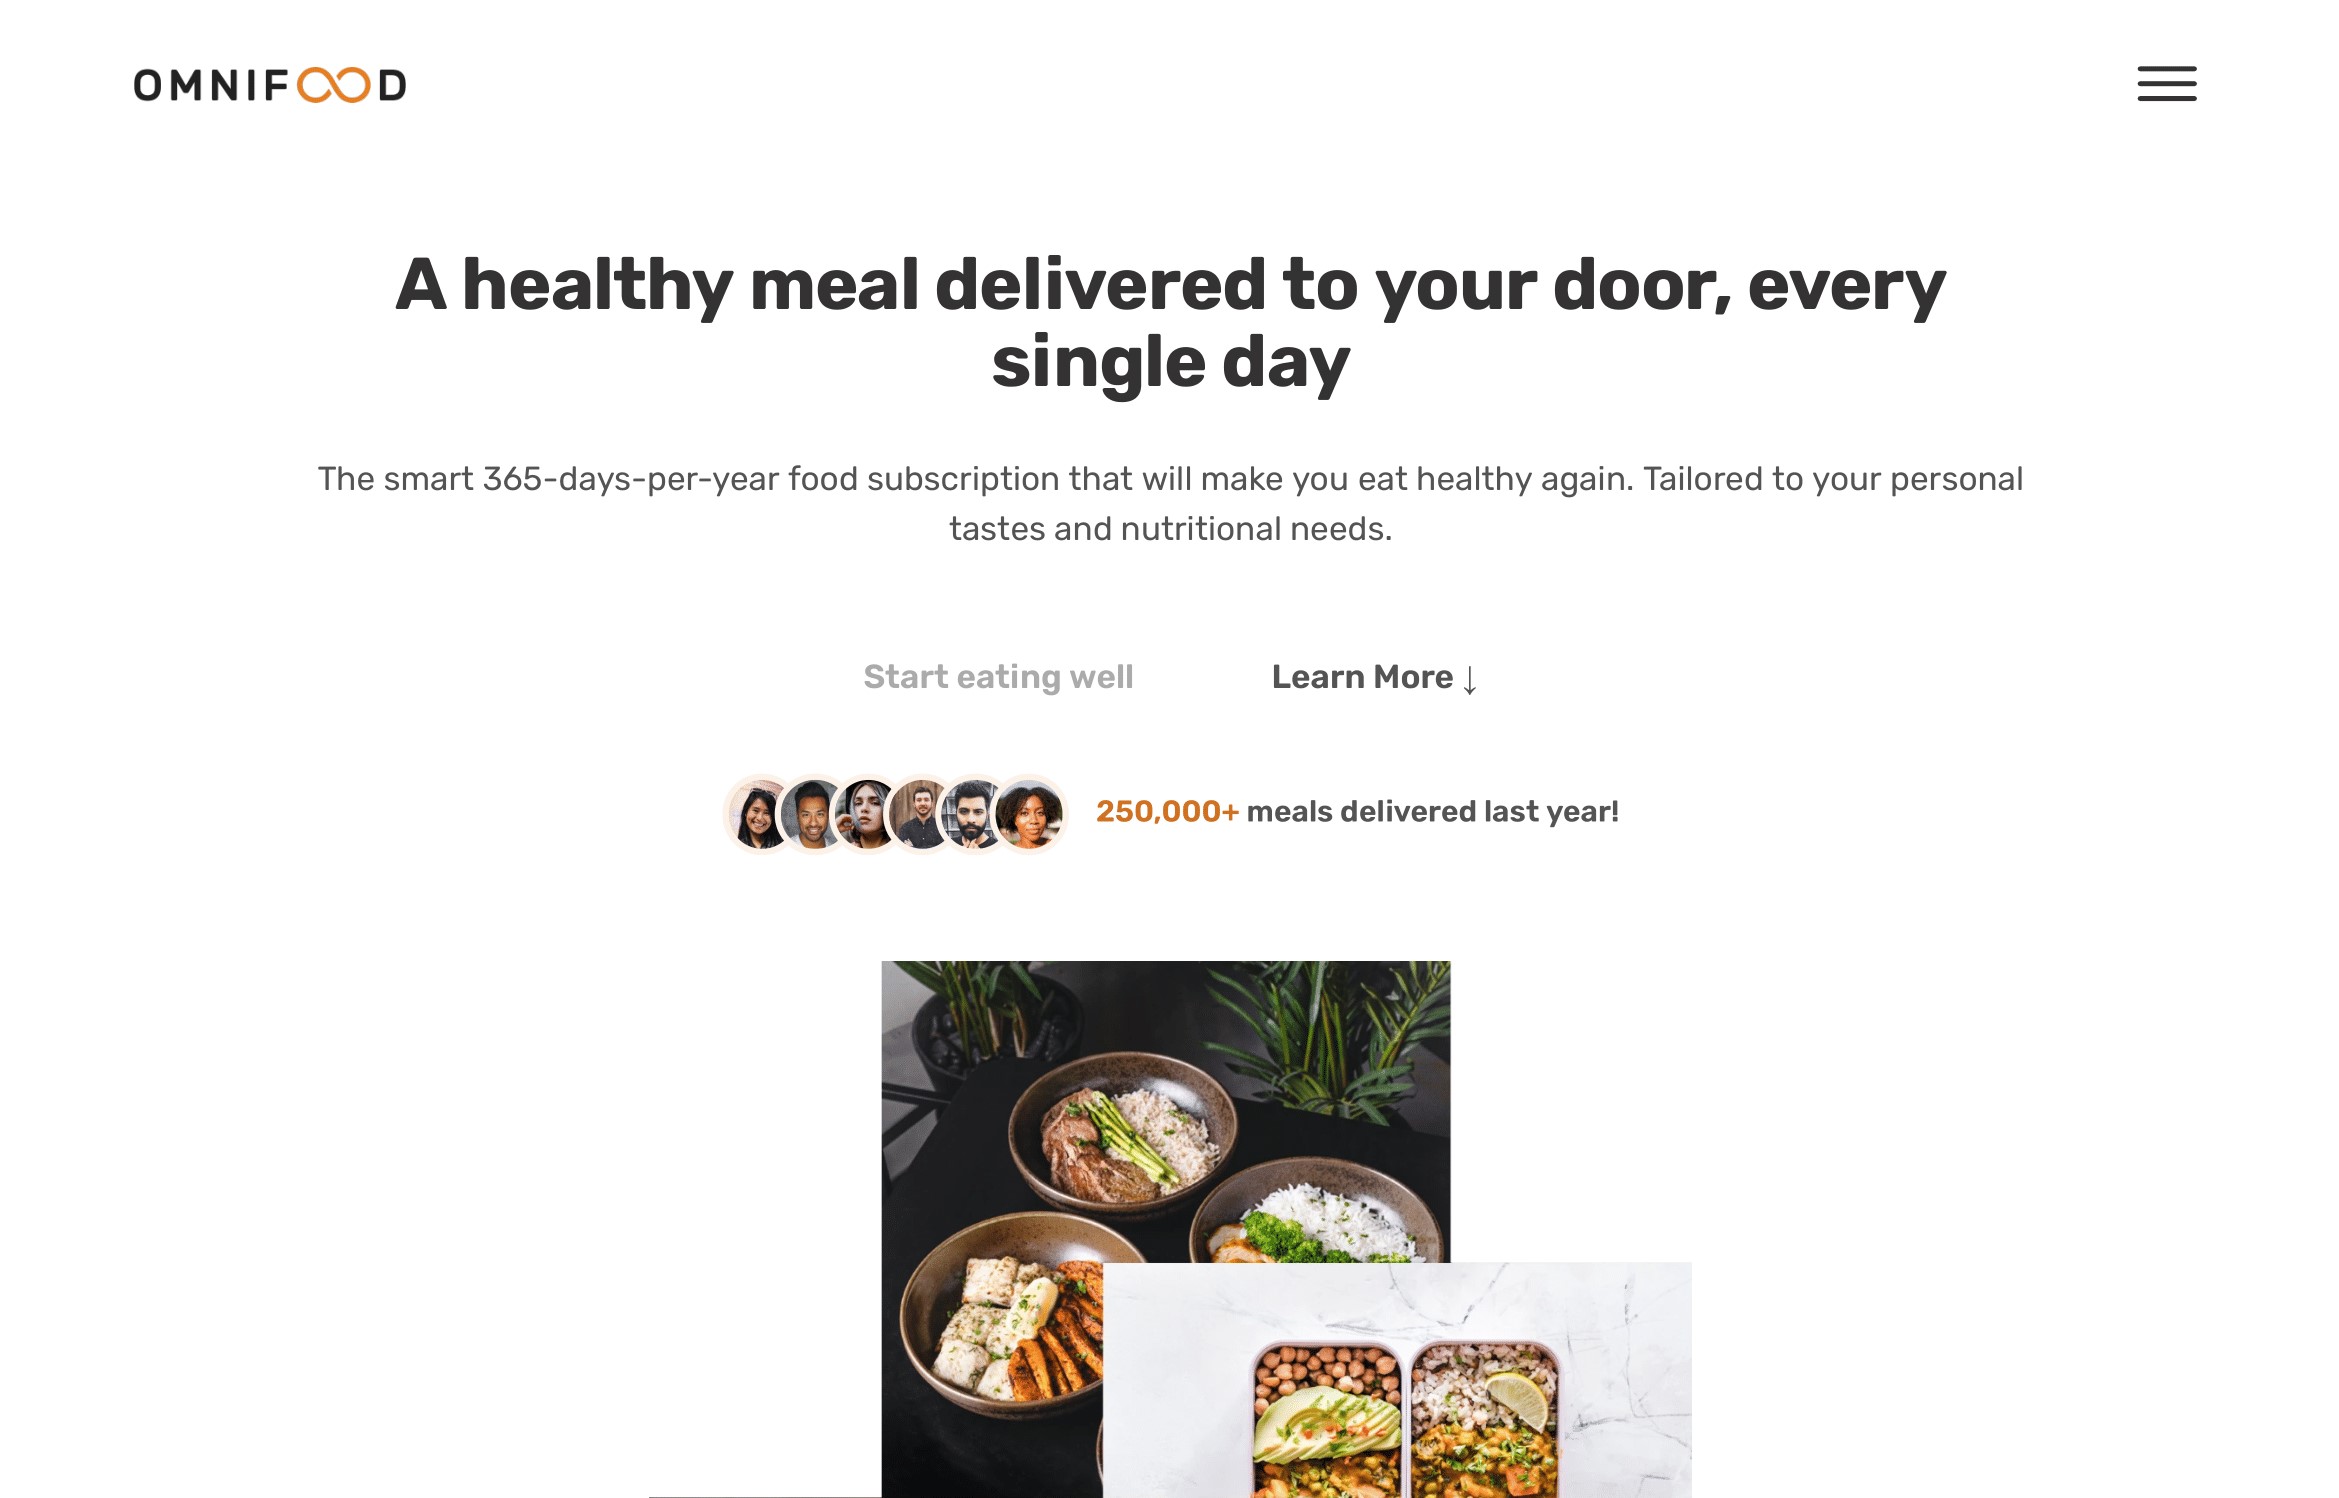 OMNIFOOD
A healthy meal delivered to your door, every
single day
The smart 365-days-per-year food subscription that will make you eat healthy again. Tailored to your personal
tastes and nutritional needs.
Start eating well
Learn More ↓
250,000+ meals delivered last year!